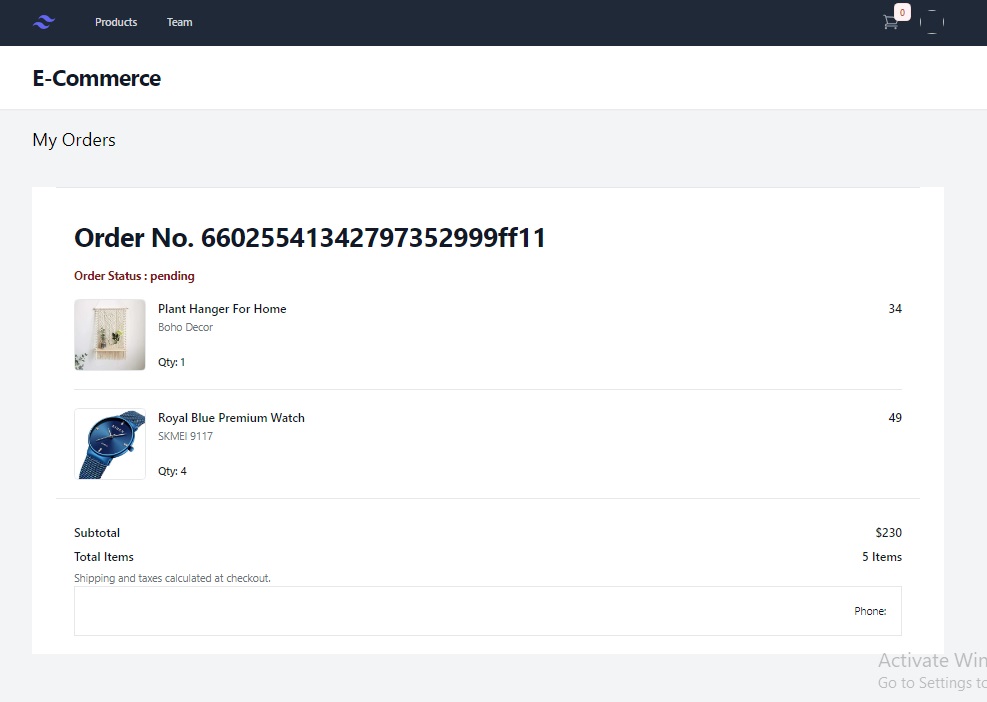 Products Team 0
E-Commerce
My Orders
Order No. 66025541342797352999ff11
Order Status : pending
Plant Hanger For Home 34
Boho Decor
Qty: 1
Royal Blue Premium Watch 49
SKMEI 9117
Qty: 4
Subtotal $230
Total Items 5 Items
Shipping and taxes calculated at checkout.
Phone:
Activate Win
Go to Settings to